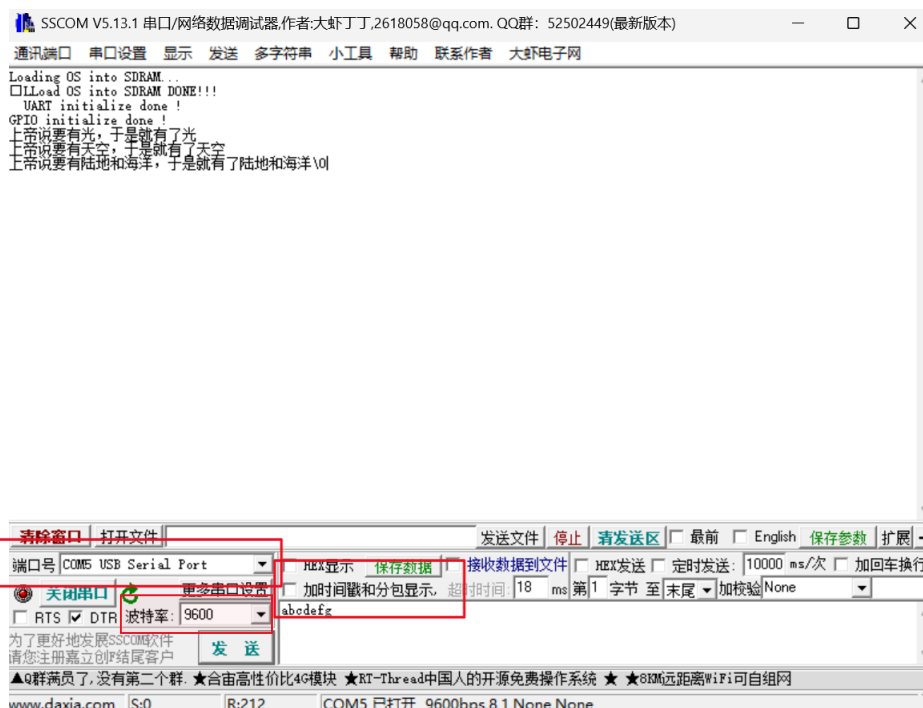 SSCOM V5.13.1 串口/网络数据调试器,作者:大虾丁丁,2618058@qq.com. QQ群: 52502449(最新版本)
通讯端口 串口设置 显示 发送 多字符串 小工具 帮助 联系作者 大虾电子网
Loading OS into SDRAM...
□LLoad OS into SDRAM DONE!!!
UART initialize done !
GPIO initialize done !
上帝说要有光，于是就有了光
上帝说要有天空，于是就有了天空
上帝说要有陆地和海洋，于是就有了陆地和海洋\0
清除窗口 打开文件 发送文件 停止 清发送区 最前 English 保存参数 扩展 -
端口号 COM5 USB Serial Port HEX显示 保存数据 接收数据到文件 HEX发送 定时发送: 10000 ms/次 加回车换行
关闭串口 更多串口设置 加时间戳和分包显示, 超时时间: 18 ms 第 1 字节 至 末尾 加校验 None
RTS DTR 波特率: 9600 abcdefg
为了更好地发展SSCOM软件
请您注册嘉立创F结尾客户
发 送
▲Q群满员了,没有第二个群. ★合宙高性价比4G模块 ★RT-Thread中国人的开源免费操作系统 ★ ★8KM远距离WiFi可自组网
www.daxia.com S:0 R:212 COM5 已打开 9600bps,8,1,None,None